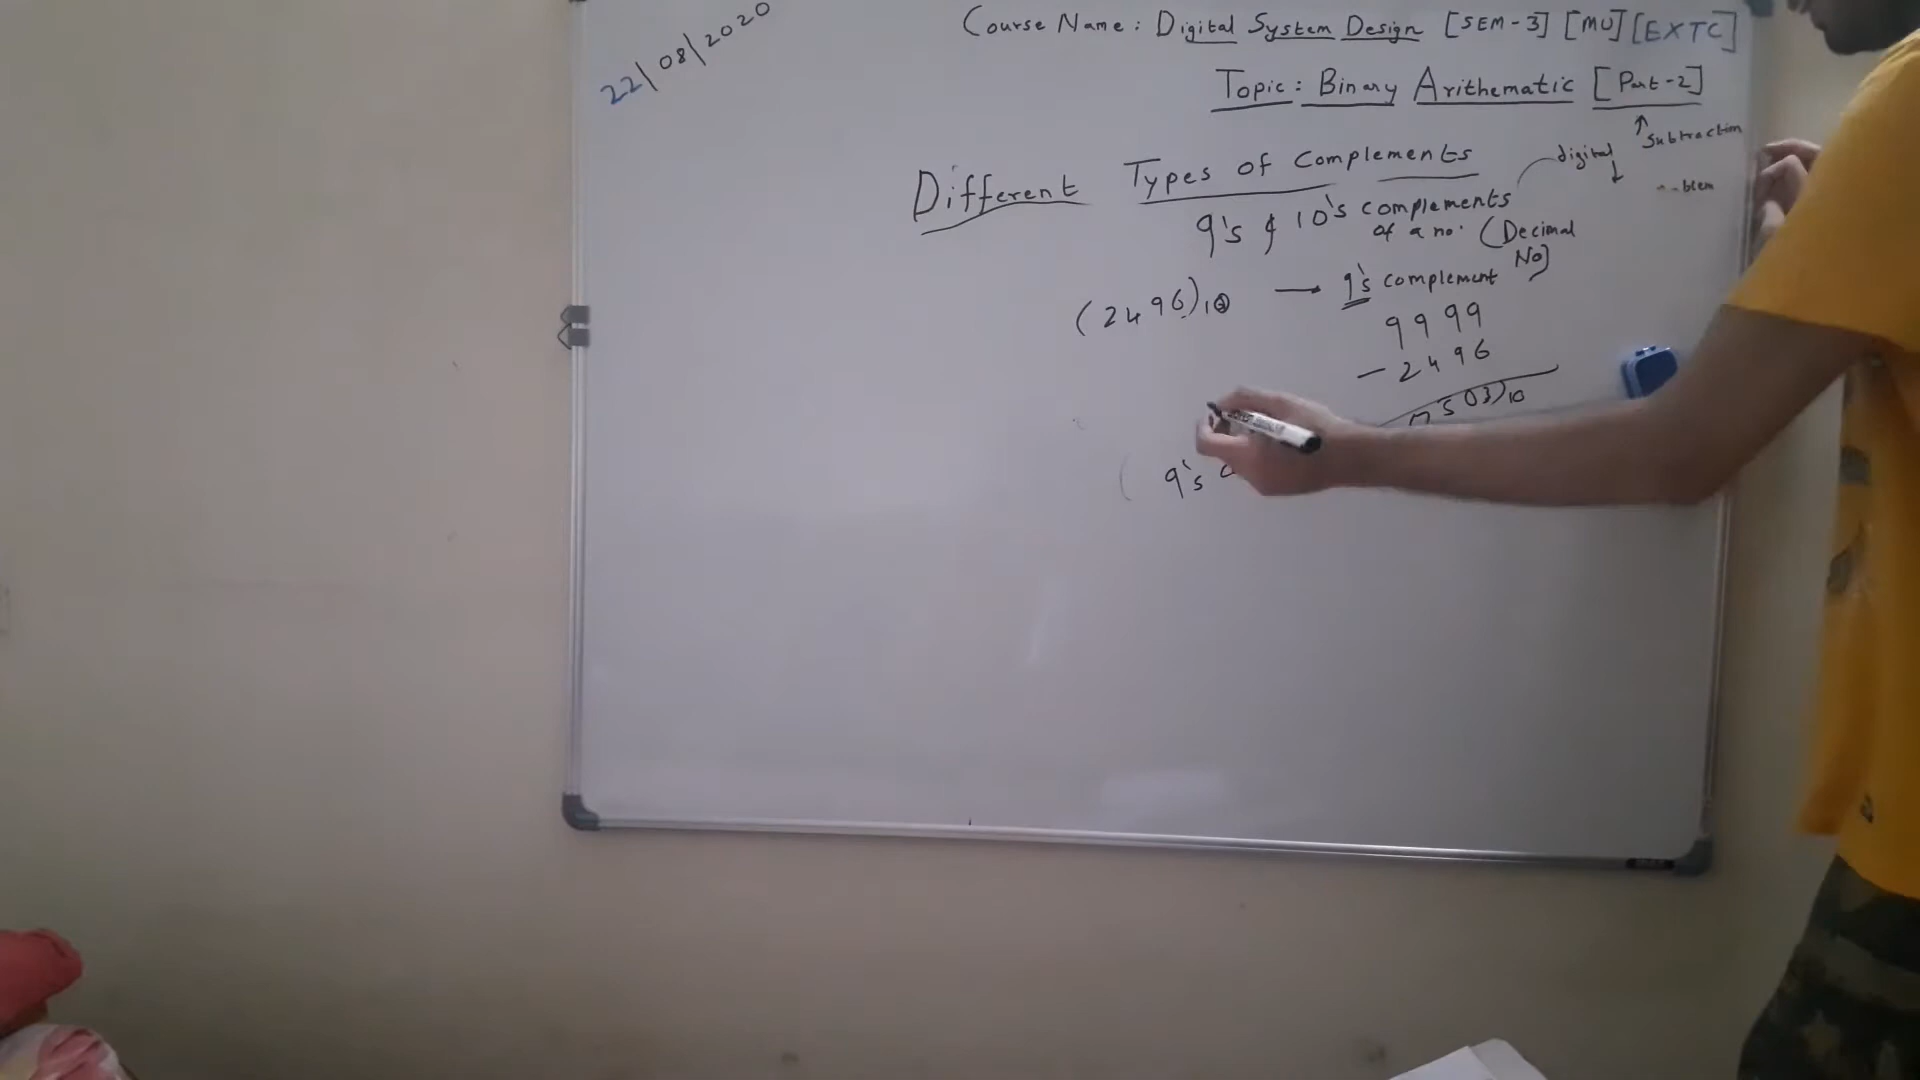 22/08/2020
Course Name: Digital System Design [SEM-3] [MU] [EXTC]
Topic: Binary Arithematic [Part-2]
Subtraction
digital
Different Types of Complements
9's & 10's complements
of a no. (Decimal
No)
(2496)10 → 9's complement
9999
- 2496
7503)10
( 9's